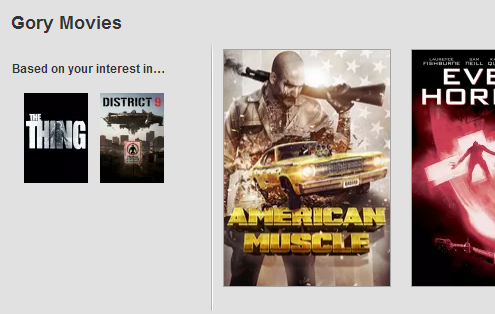 Gory Movies
Based on your interest in...
THE
THING
DISTRICT 9
AMERICAN
MUSCLE
LAURENCE
FISHBURNE
SAM
NEILL
EVE
HOR